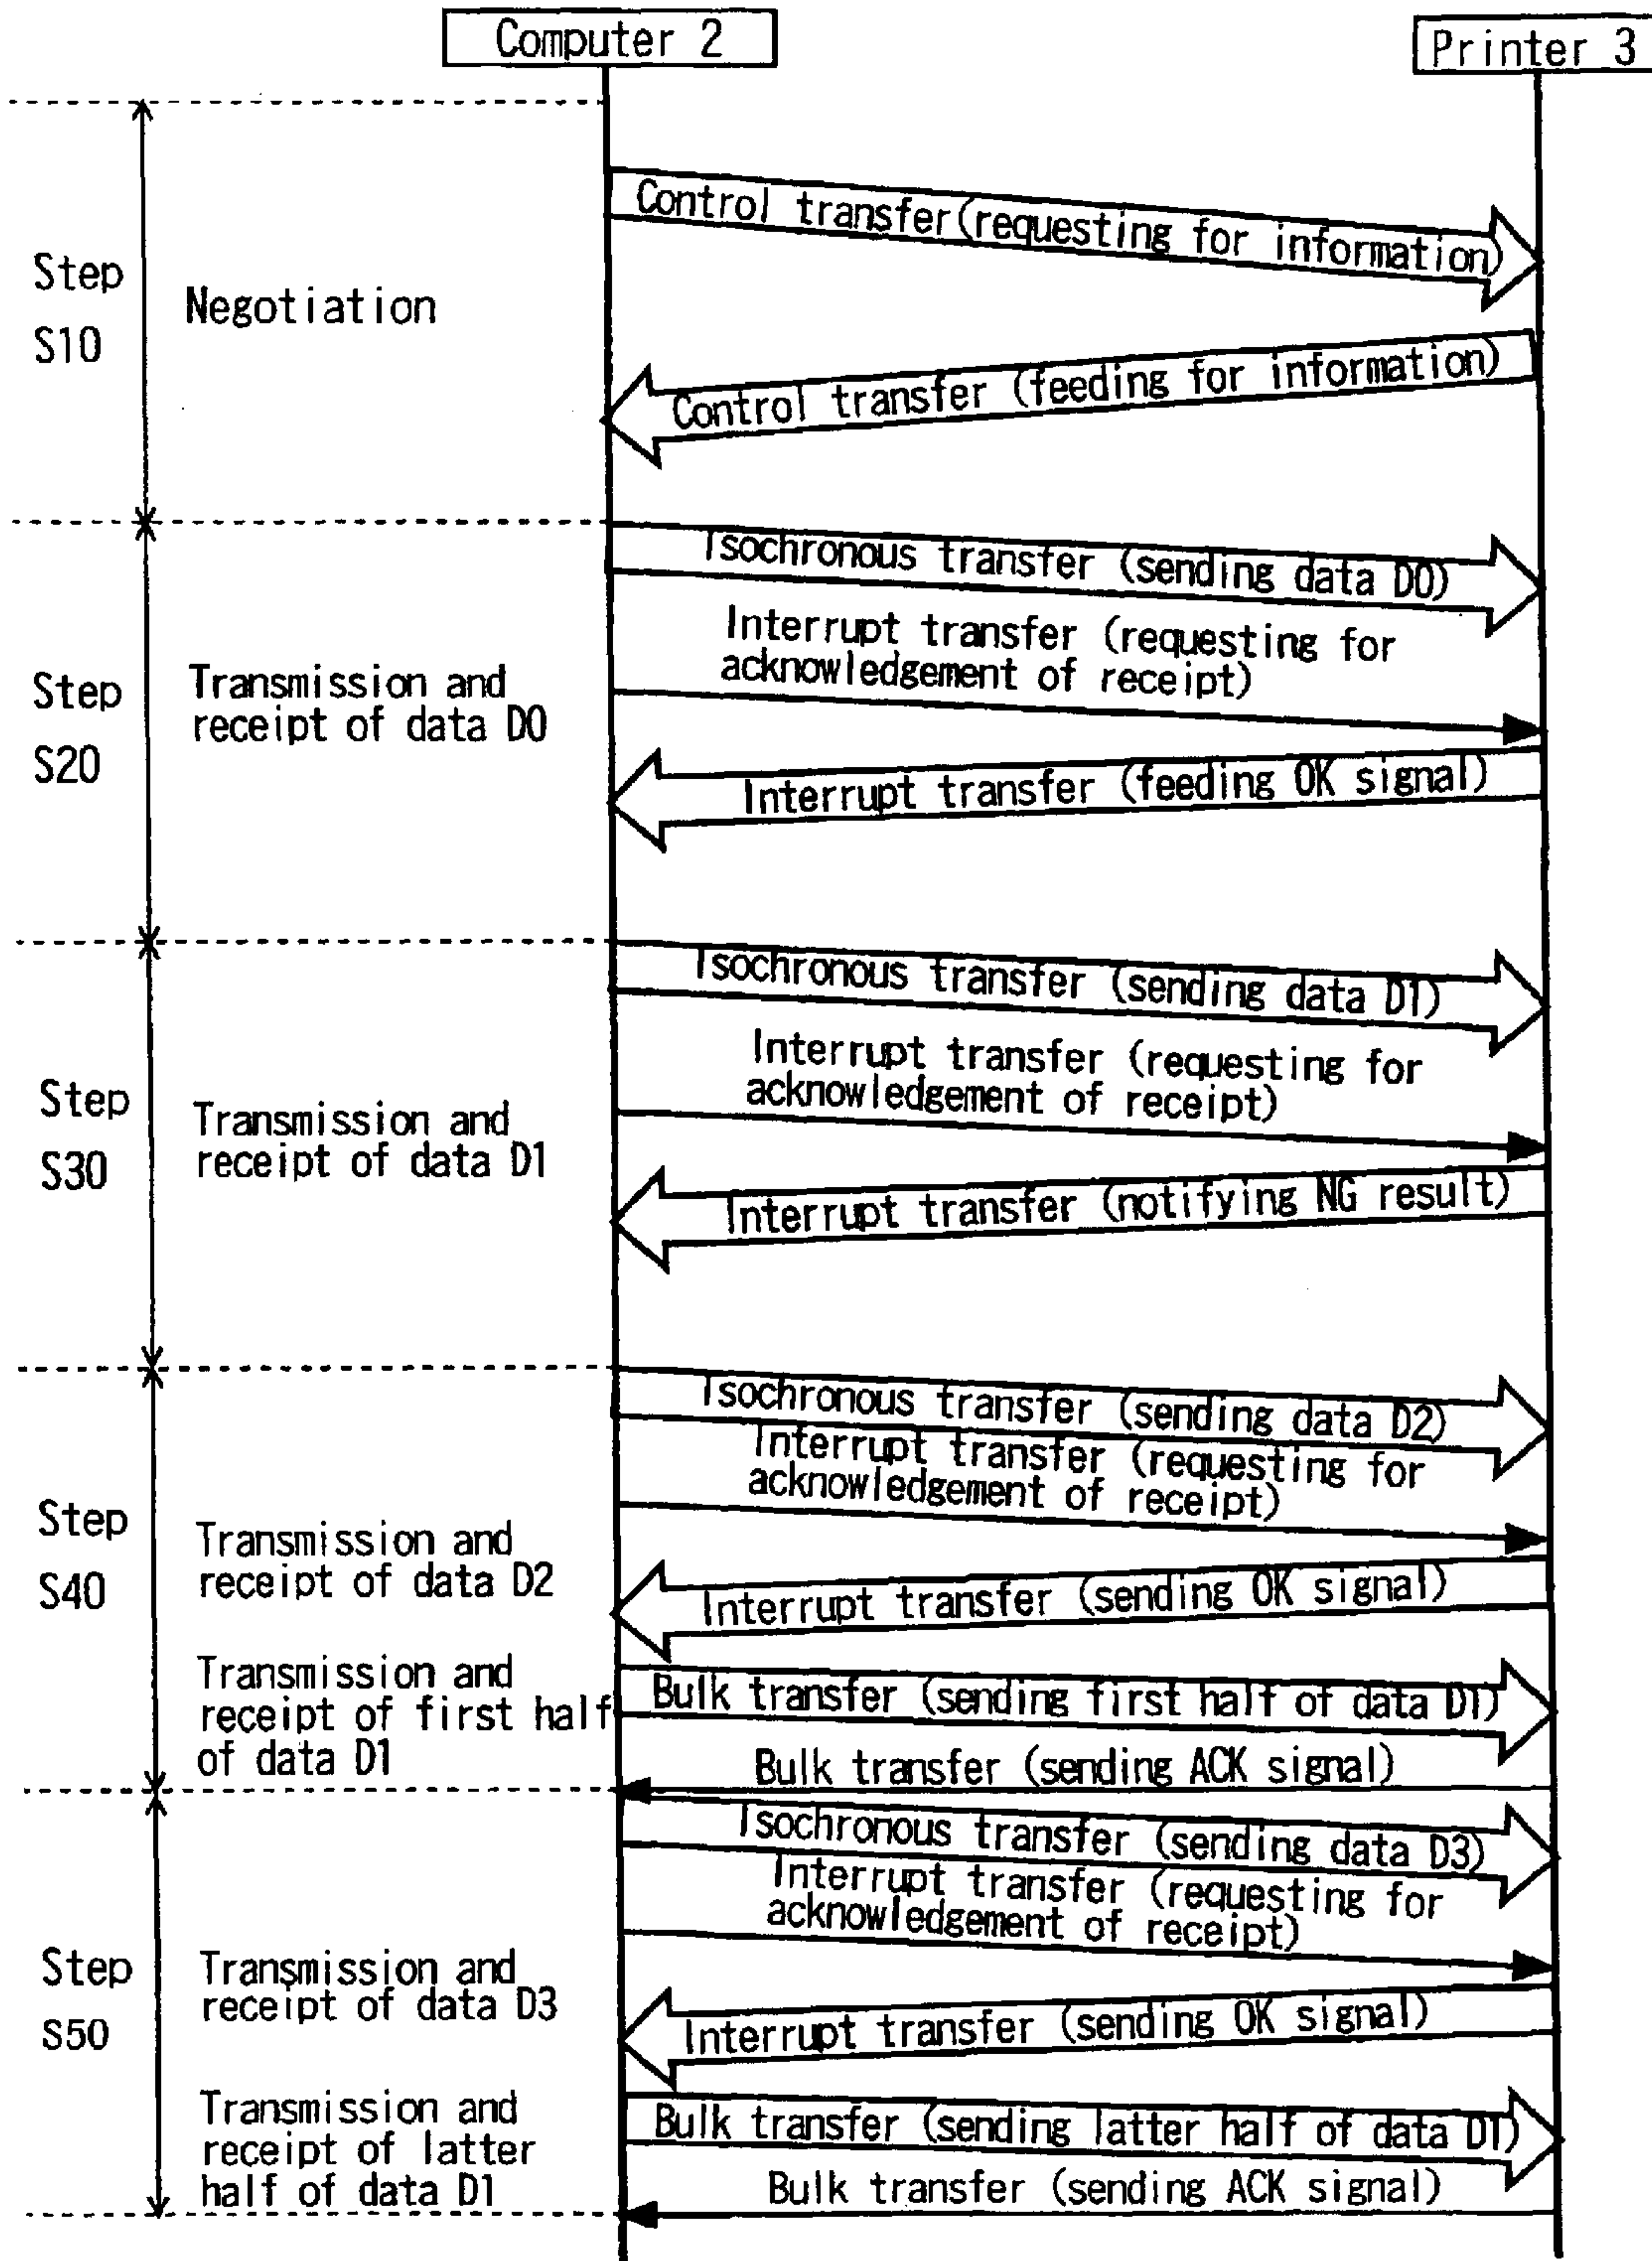 Computer 2
Printer 3
Step
S10
Negotiation
Control transfer(requesting for information)
Control transfer (feeding for information)
Step
S20
Transmission and
receipt of data D0
Isochronous transfer (sending data D0)
Interrupt transfer (requesting for
acknowledgement of receipt)
Interrupt transfer (feeding OK signal)
Step
S30
Transmission and
receipt of data D1
Isochronous transfer (sending data D1)
Interrupt transfer (requesting for
acknowledgement of receipt)
Interrupt transfer (notifying NG result)
Step
S40
Transmission and
receipt of data D2
Isochronous transfer (sending data D2)
Interrupt transfer (requesting for
acknowledgement of receipt)
Interrupt transfer (sending OK signal)
Transmission and
receipt of first half
of data D1
Bulk transfer (sending first half of data D1)
Bulk transfer (sending ACK signal)
Step
S50
Transmission and
receipt of data D3
Isochronous transfer (sending data D3)
Interrupt transfer (requesting for
acknowledgement of receipt)
Interrupt transfer (sending OK signal)
Transmission and
receipt of latter
half of data D1
Bulk transfer (sending latter half of data D1)
Bulk transfer (sending ACK signal)